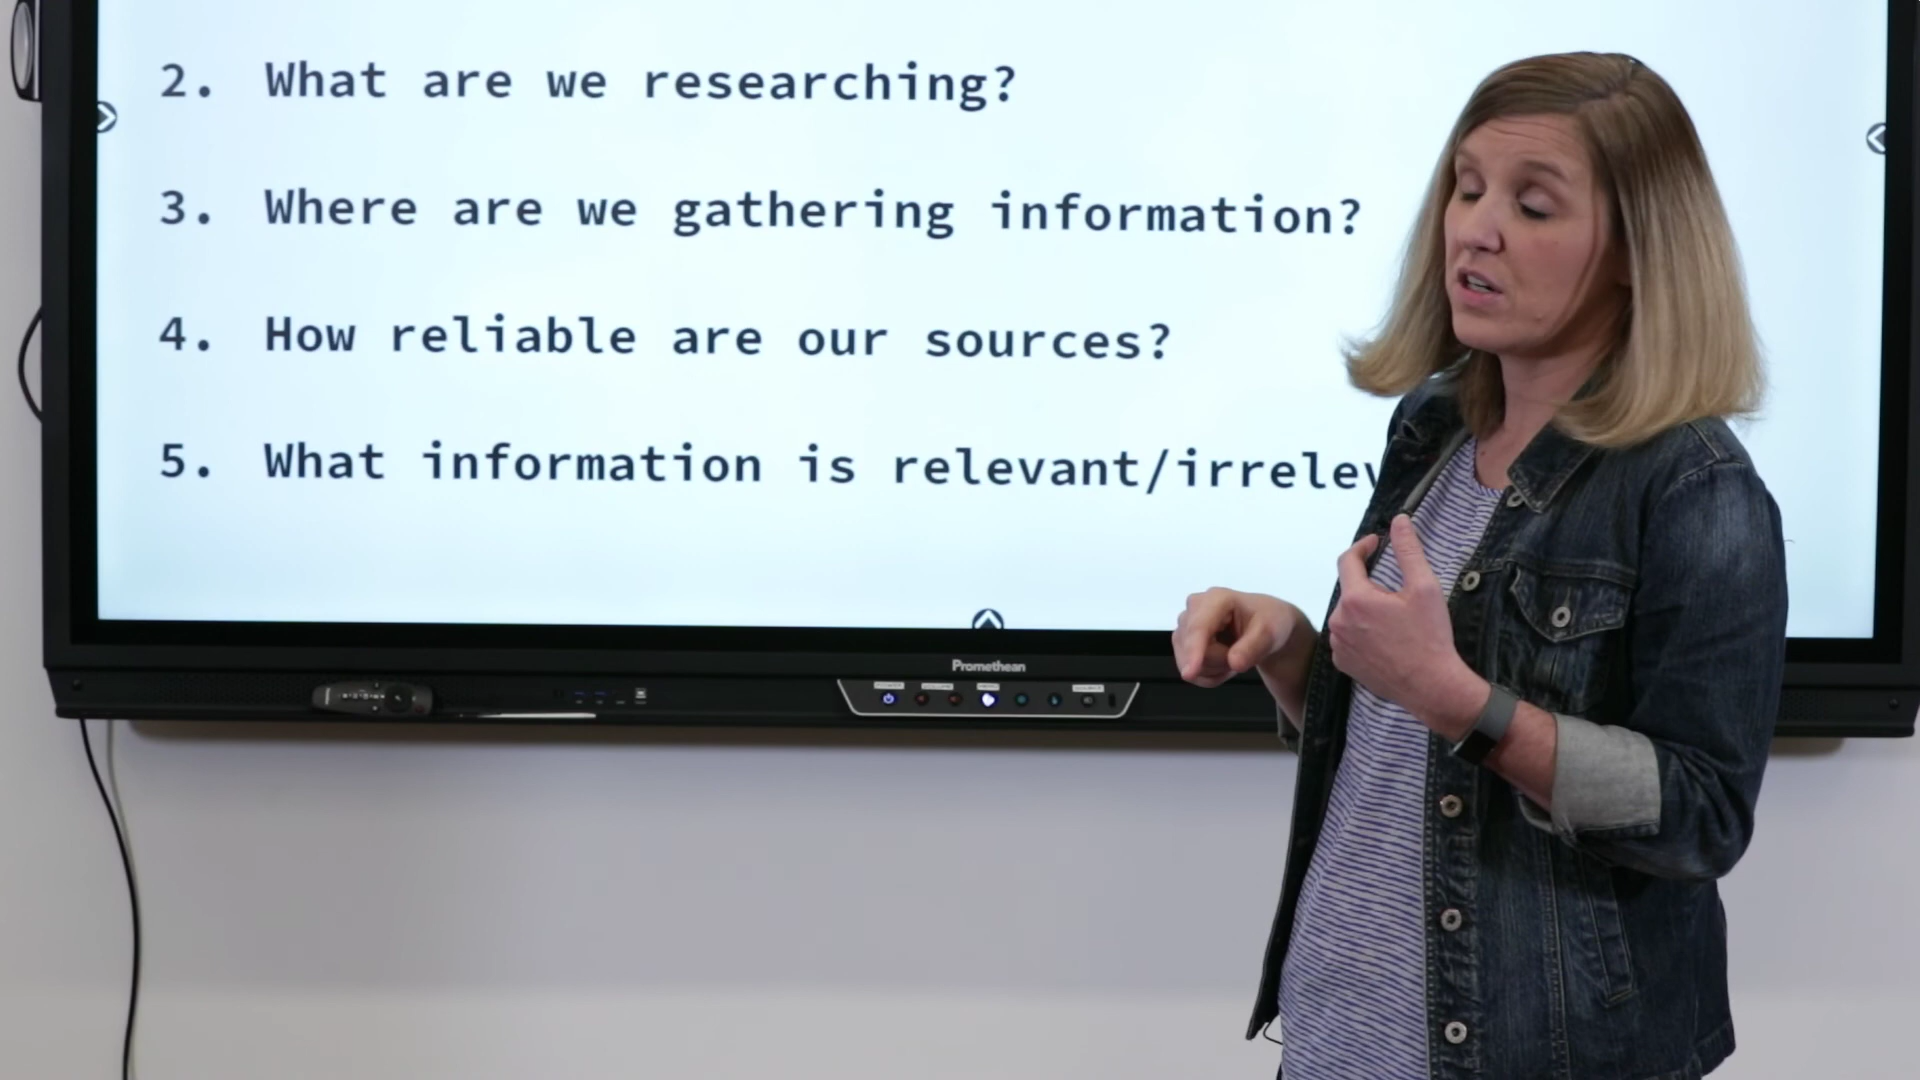 2. What are we researching?
3. Where are we gathering information?
4. How reliable are our sources?
5. What information is relevant/irrelev
Promethean